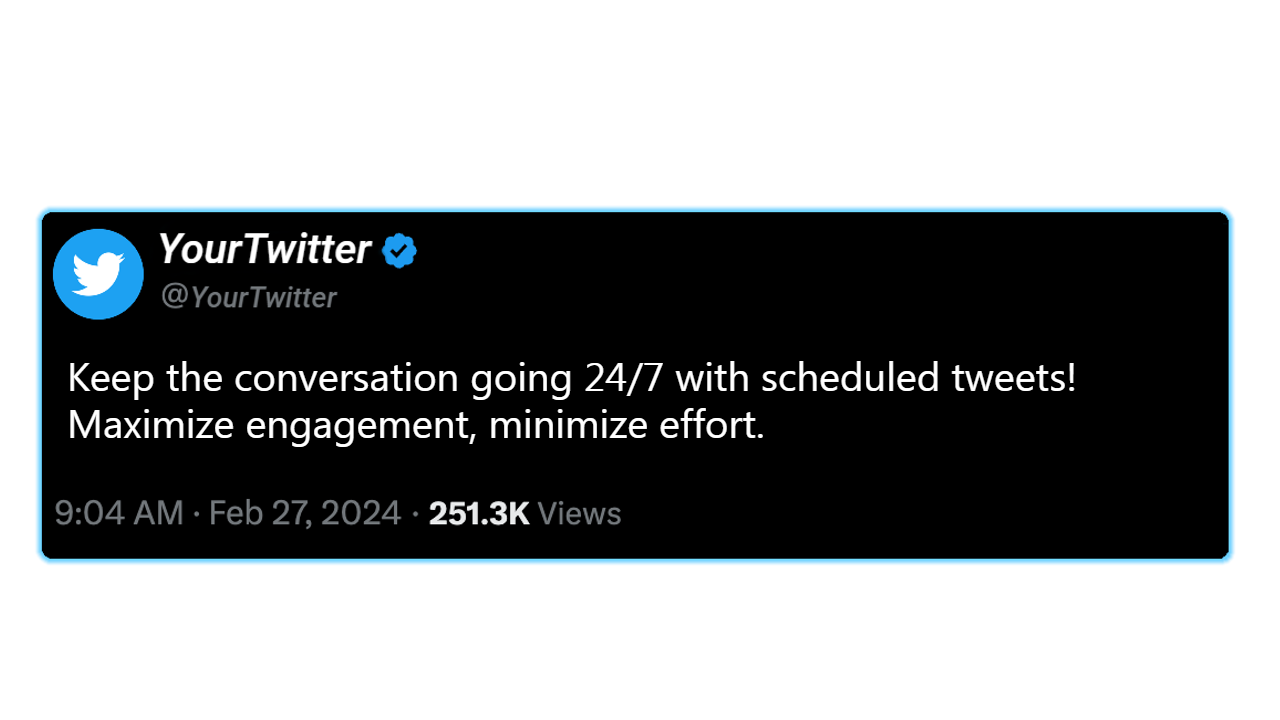 YourTwitter
@YourTwitter
Keep the conversation going 24/7 with scheduled tweets!
Maximize engagement, minimize effort.
9:04 AM · Feb 27, 2024 · 251.3K Views